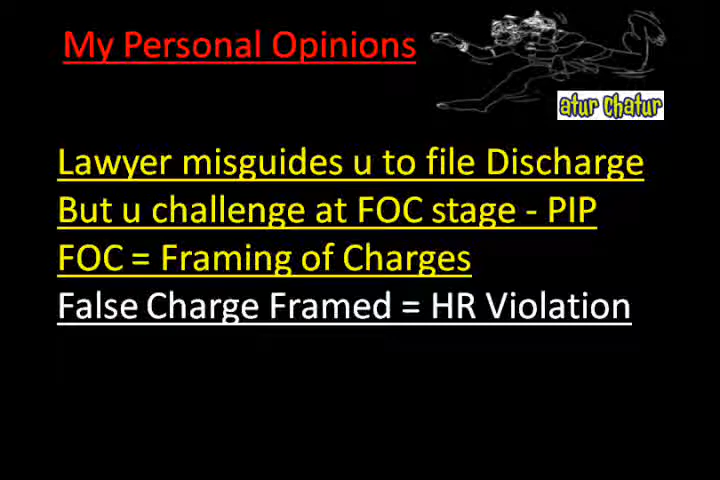 My Personal Opinions
atur chatur
Lawyer misguides u to file Discharge
But u challenge at FOC stage - PIP
FOC = Framing of Charges
False Charge Framed = HR Violation